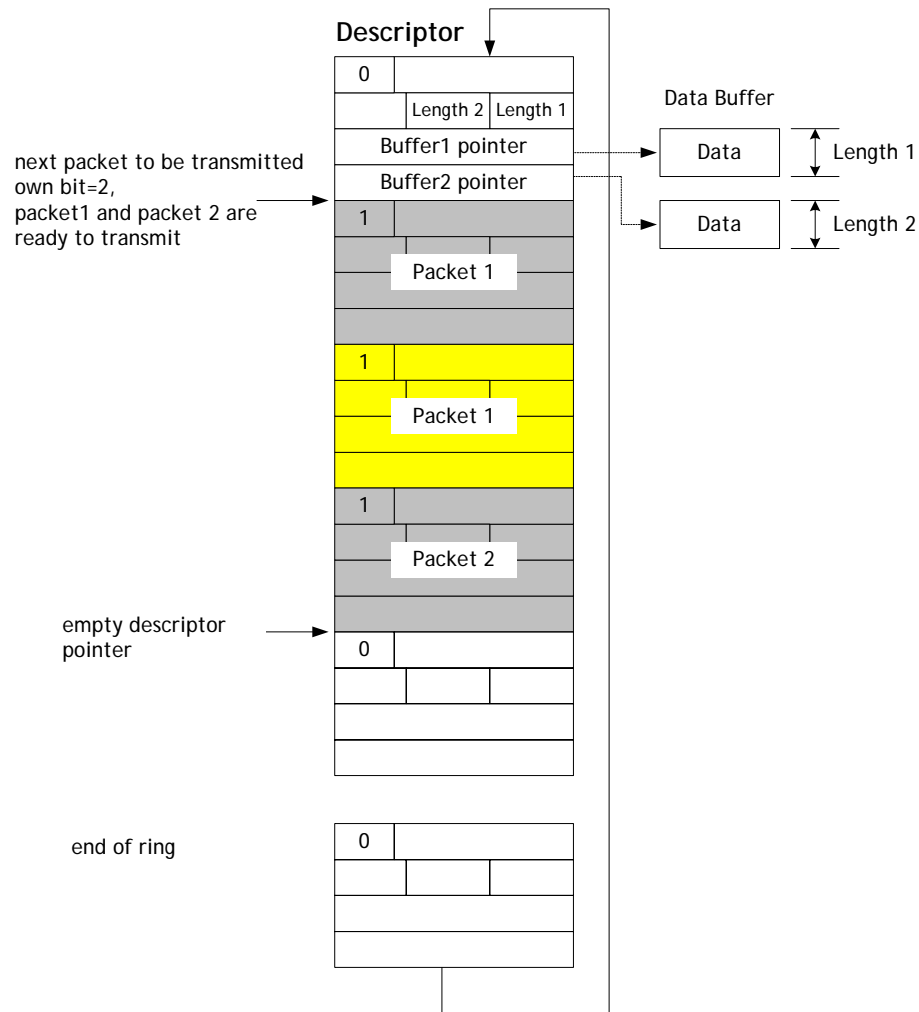 Descriptor
0
Length 2 Length 1
Data Buffer
Buffer1 pointer
Data
Length 1
Buffer2 pointer
Data
Length 2
next packet to be transmitted
own bit=2,
packet1 and packet 2 are
ready to transmit
1
Packet 1
1
Packet 1
1
Packet 2
empty descriptor
pointer
0
end of ring
0